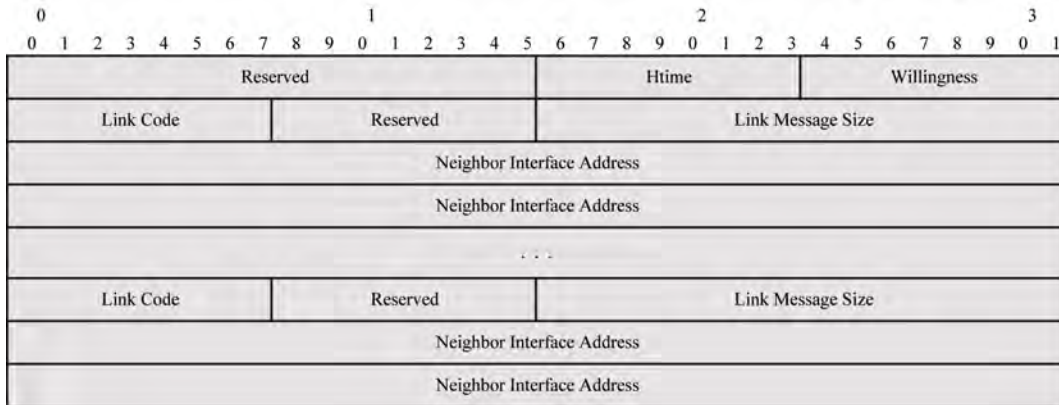 0 1 2 3
0 1 2 3 4 5 6 7 8 9 0 1 2 3 4 5 6 7 8 9 0 1 2 3 4 5 6 7 8 9 0 1
Reserved Htime Willingness
Link Code Reserved Link Message Size
Neighbor Interface Address
Neighbor Interface Address
. . .
Link Code Reserved Link Message Size
Neighbor Interface Address
Neighbor Interface Address